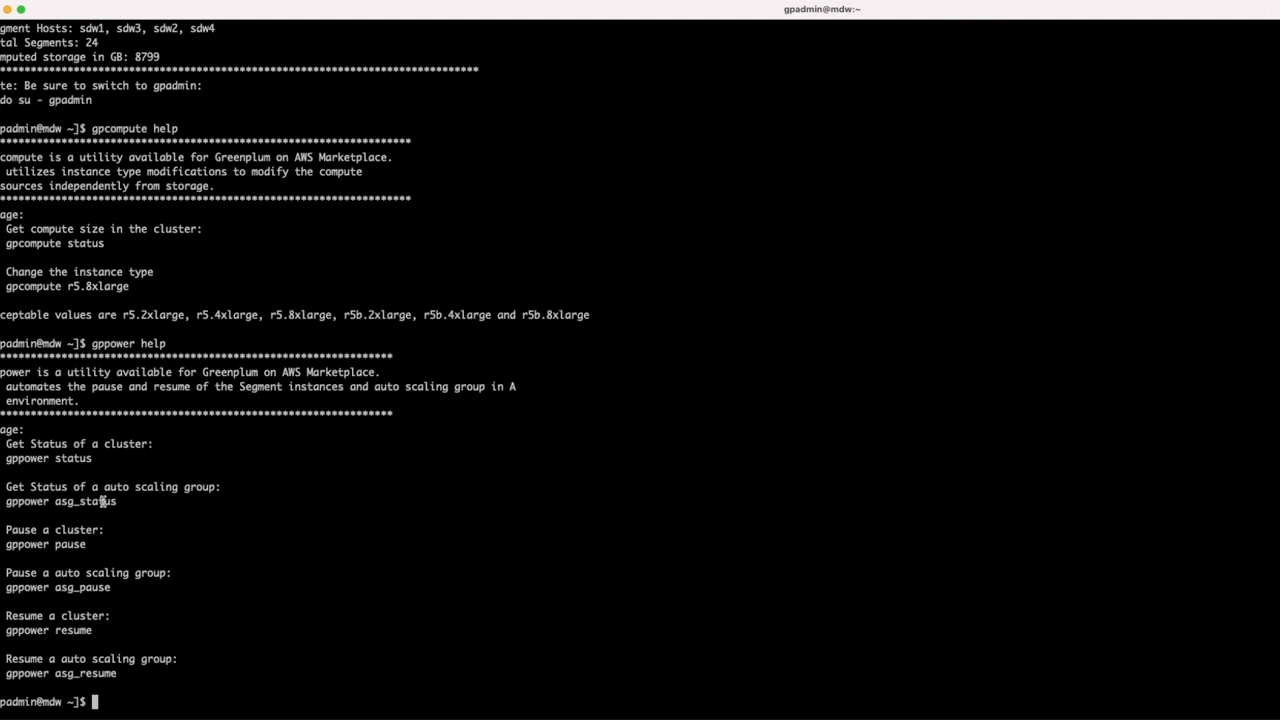 gpadmin@mdw:~
gment Hosts: sdw1, sdw3, sdw2, sdw4
tal Segments: 24
mputed storage in GB: 8799
******************************************************************************
te: Be sure to switch to gpadmin:
do su - gpadmin
padmin@mdw ~]$ gpcompute help
*******************************************************************
compute is a utility available for Greenplum on AWS Marketplace.
utilizes instance type modifications to modify the compute
sources independently from storage.
*******************************************************************
age:
Get compute size in the cluster:
gpcompute status
Change the instance type
gpcompute r5.8xlarge
ceptable values are r5.2xlarge, r5.4xlarge, r5.8xlarge, r5b.2xlarge, r5b.4xlarge and r5b.8xlarge
padmin@mdw ~]$ gppower help
****************************************************************
power is a utility available for Greenplum on AWS Marketplace.
automates the pause and resume of the Segment instances and auto scaling group in A
environment.
****************************************************************
age:
Get Status of a cluster:
gppower status
Get Status of a auto scaling group:
gppower asg_status
Pause a cluster:
gppower pause
Pause a auto scaling group:
gppower asg_pause
Resume a cluster:
gppower resume
Resume a auto scaling group:
gppower asg_resume
padmin@mdw ~]$